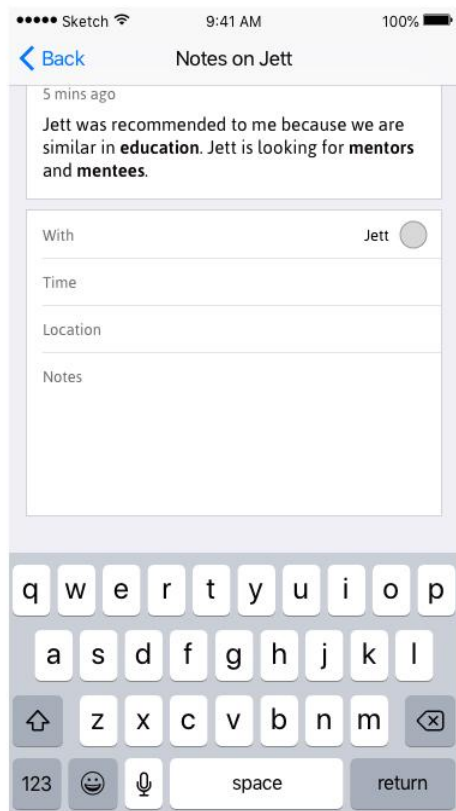 Sketch 9:41 AM 100%
Back Notes on Jett
5 mins ago
Jett was recommended to me because we are
similar in education. Jett is looking for mentors
and mentees.
With Jett
Time
Location
Notes
q w e r t y u i o p
a s d f g h j k l
z x c v b n m
123 space return